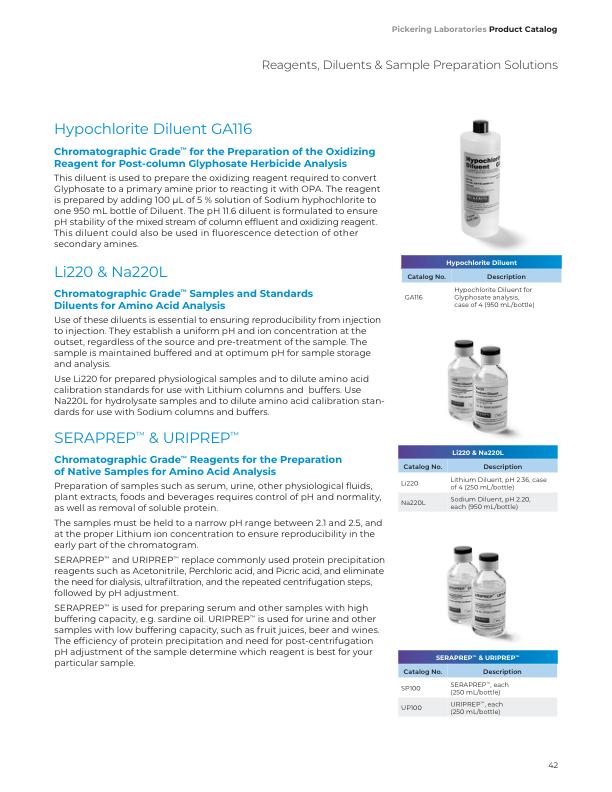 Pickering Laboratories Product Catalog
Reagents, Diluents & Sample Preparation Solutions
Hypochlorite Diluent GA116
Chromatographic Grade™ for the Preparation of the Oxidizing
Reagent for Post-column Glyphosate Herbicide Analysis
This diluent is used to prepare the oxidizing reagent required to convert
Glyphosate to a primary amine prior to reacting it with OPA. The reagent
is prepared by adding 100 µL of 5 % solution of Sodium hyphochlorite to
one 950 mL bottle of Diluent. The pH 11.6 diluent is formulated to ensure
pH stability of the mixed stream of column effluent and oxidizing reagent.
This diluent could also be used in fluorescence detection of other
secondary amines.
Hypochlorite Diluent
Catalog No. Description
GA116 Hypochlorite Diluent for
Glyphosate analysis,
case of 4 (950 mL/bottle)
Li220 & Na220L
Chromatographic Grade™ Samples and Standards
Diluents for Amino Acid Analysis
Use of these diluents is essential to ensuring reproducibility from injection
to injection. They establish a uniform pH and ion concentration at the
outset, regardless of the source and pre-treatment of the sample. The
sample is maintained buffered and at optimum pH for sample storage
and analysis.
Use Li220 for prepared physiological samples and to dilute amino acid
calibration standards for use with Lithium columns and buffers. Use
Na220L for hydrolysate samples and to dilute amino acid calibration stan-
dards for use with Sodium columns and buffers.
Li220 & Na220L
Catalog No. Description
Li220 Lithium Diluent, pH 2.36, case
of 4 (250 mL/bottle)
Na220L Sodium Diluent, pH 2.20,
each (950 mL/bottle)
SERAPREP™ & URIPREP™
Chromatographic Grade™ Reagents for the Preparation
of Native Samples for Amino Acid Analysis
Preparation of samples such as serum, urine, other physiological fluids,
plant extracts, foods and beverages requires control of pH and normality,
as well as removal of soluble protein.
The samples must be held to a narrow pH range between 2.1 and 2.5, and
at the proper Lithium ion concentration to ensure reproducibility in the
early part of the chromatogram.
SERAPREP™ and URIPREP™ replace commonly used protein precipitation
reagents such as Acetonitrile, Perchloric acid, and Picric acid, and eliminate
the need for dialysis, ultrafiltration, and the repeated centrifugation steps,
followed by pH adjustment.
SERAPREP™ is used for preparing serum and other samples with high
buffering capacity, e.g. sardine oil. URIPREP™ is used for urine and other
samples with low buffering capacity, such as fruit juices, beer and wines.
The efficiency of protein precipitation and need for post-centrifugation
pH adjustment of the sample determine which reagent is best for your
particular sample.
SERAPREP™ & URIPREP™
Catalog No. Description
SP100 SERAPREP™, each
(250 mL/bottle)
UP100 URIPREP™, each
(250 mL/bottle)
42